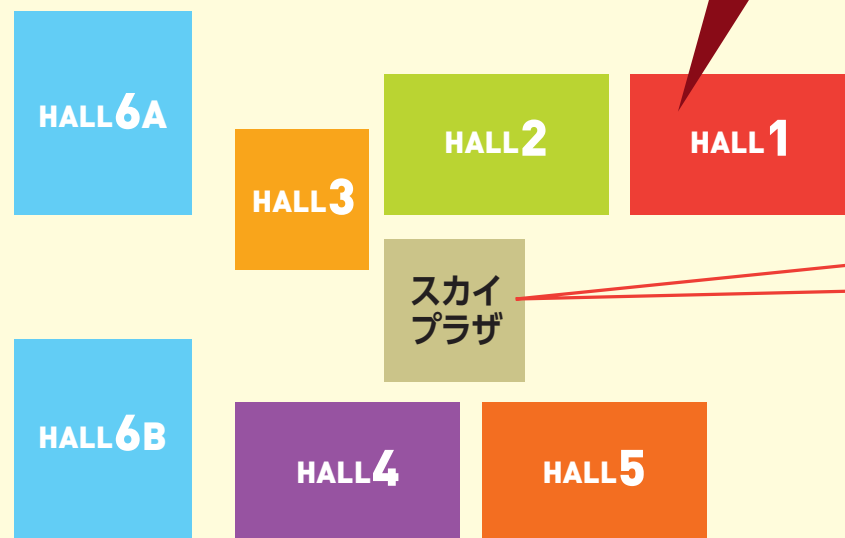 HALL6A
HALL2
HALL1
HALL3
スカイ
プラザ
HALL6B
HALL4
HALL5